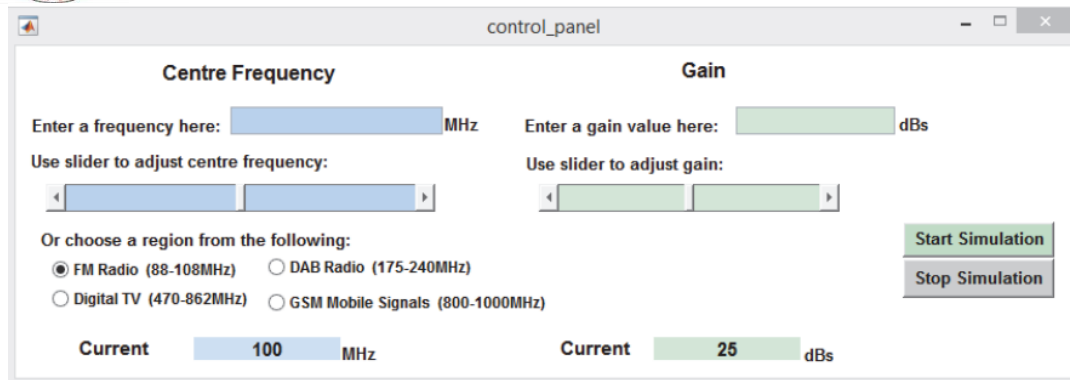 control_panel
Centre Frequency
Gain
Enter a frequency here: MHz
Enter a gain value here: dBs
Use slider to adjust centre frequency:
Use slider to adjust gain:
Or choose a region from the following:
FM Radio (88-108MHz) DAB Radio (175-240MHz)
Digital TV (470-862MHz) GSM Mobile Signals (800-1000MHz)
Start Simulation
Stop Simulation
Current 100 MHz
Current 25 dBs